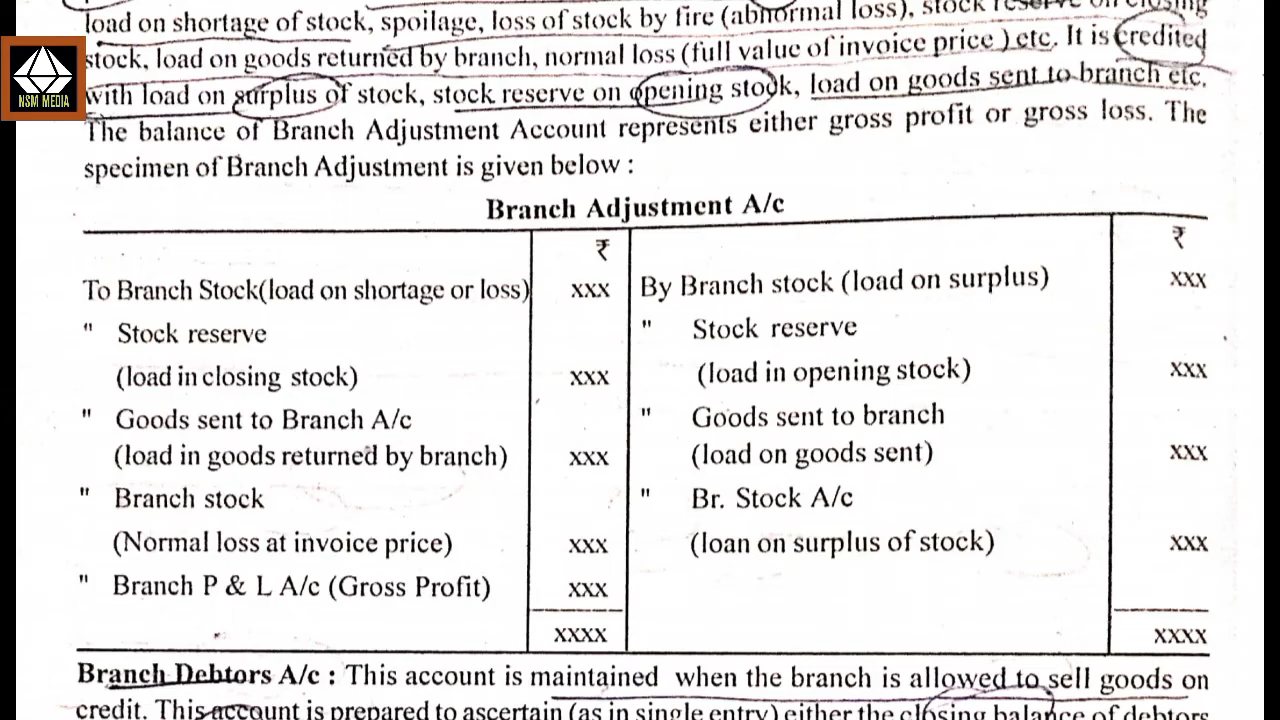 load on shortage of stock, spoilage, loss of stock by fire (abnormal loss), stock reserve on closing
stock, load on goods returned by branch, normal loss (full value of invoice price ) etc. It is credited
with load on surplus of stock, stock reserve on opening stock, load on goods sent to branch etc.
The balance of Branch Adjustment Account represents either gross profit or gross loss. The
specimen of Branch Adjustment is given below :
NSM MEDIA
Branch Adjustment A/c
₹ ₹
To Branch Stock(load on shortage or loss) xxx By Branch stock (load on surplus) xxx
" Stock reserve " Stock reserve
(load in closing stock) xxx (load in opening stock) xxx
" Goods sent to Branch A/c " Goods sent to branch
(load in goods returned by branch) xxx (load on goods sent) xxx
" Branch stock " Br. Stock A/c
(Normal loss at invoice price) xxx (loan on surplus of stock) xxx
" Branch P & L A/c (Gross Profit) xxx
xxxx xxxx
Branch Debtors A/c : This account is maintained when the branch is allowed to sell goods on
credit. This account is prepared to ascertain (as in single entry) either the closing balance of debtors